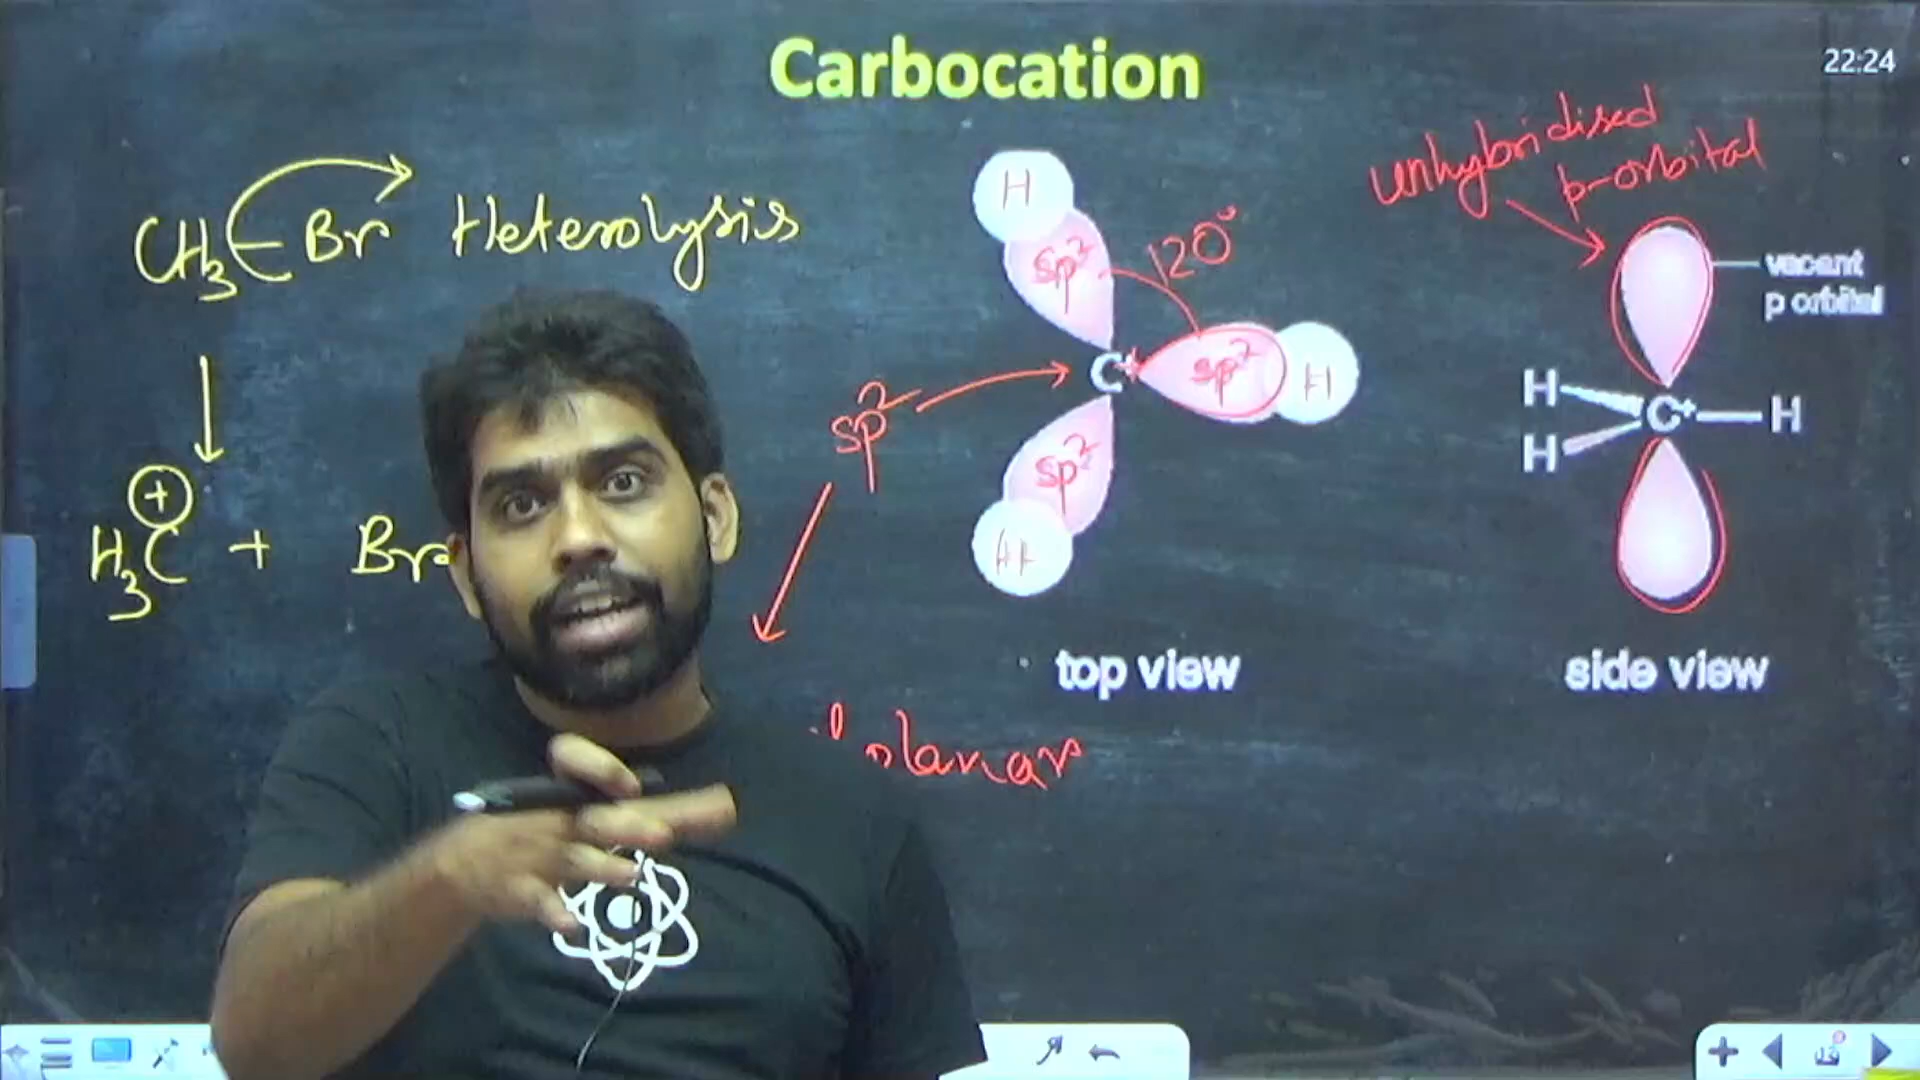 Carbocation
22:24
CH3 - Br Heterolysis
H3C + + Br
sp2
H
sp2
120°
C+
sp2
H
sp2
H
top view
Planar
unhybridised
p-orbital
vacant
p orbital
H
H
C+
H
side view